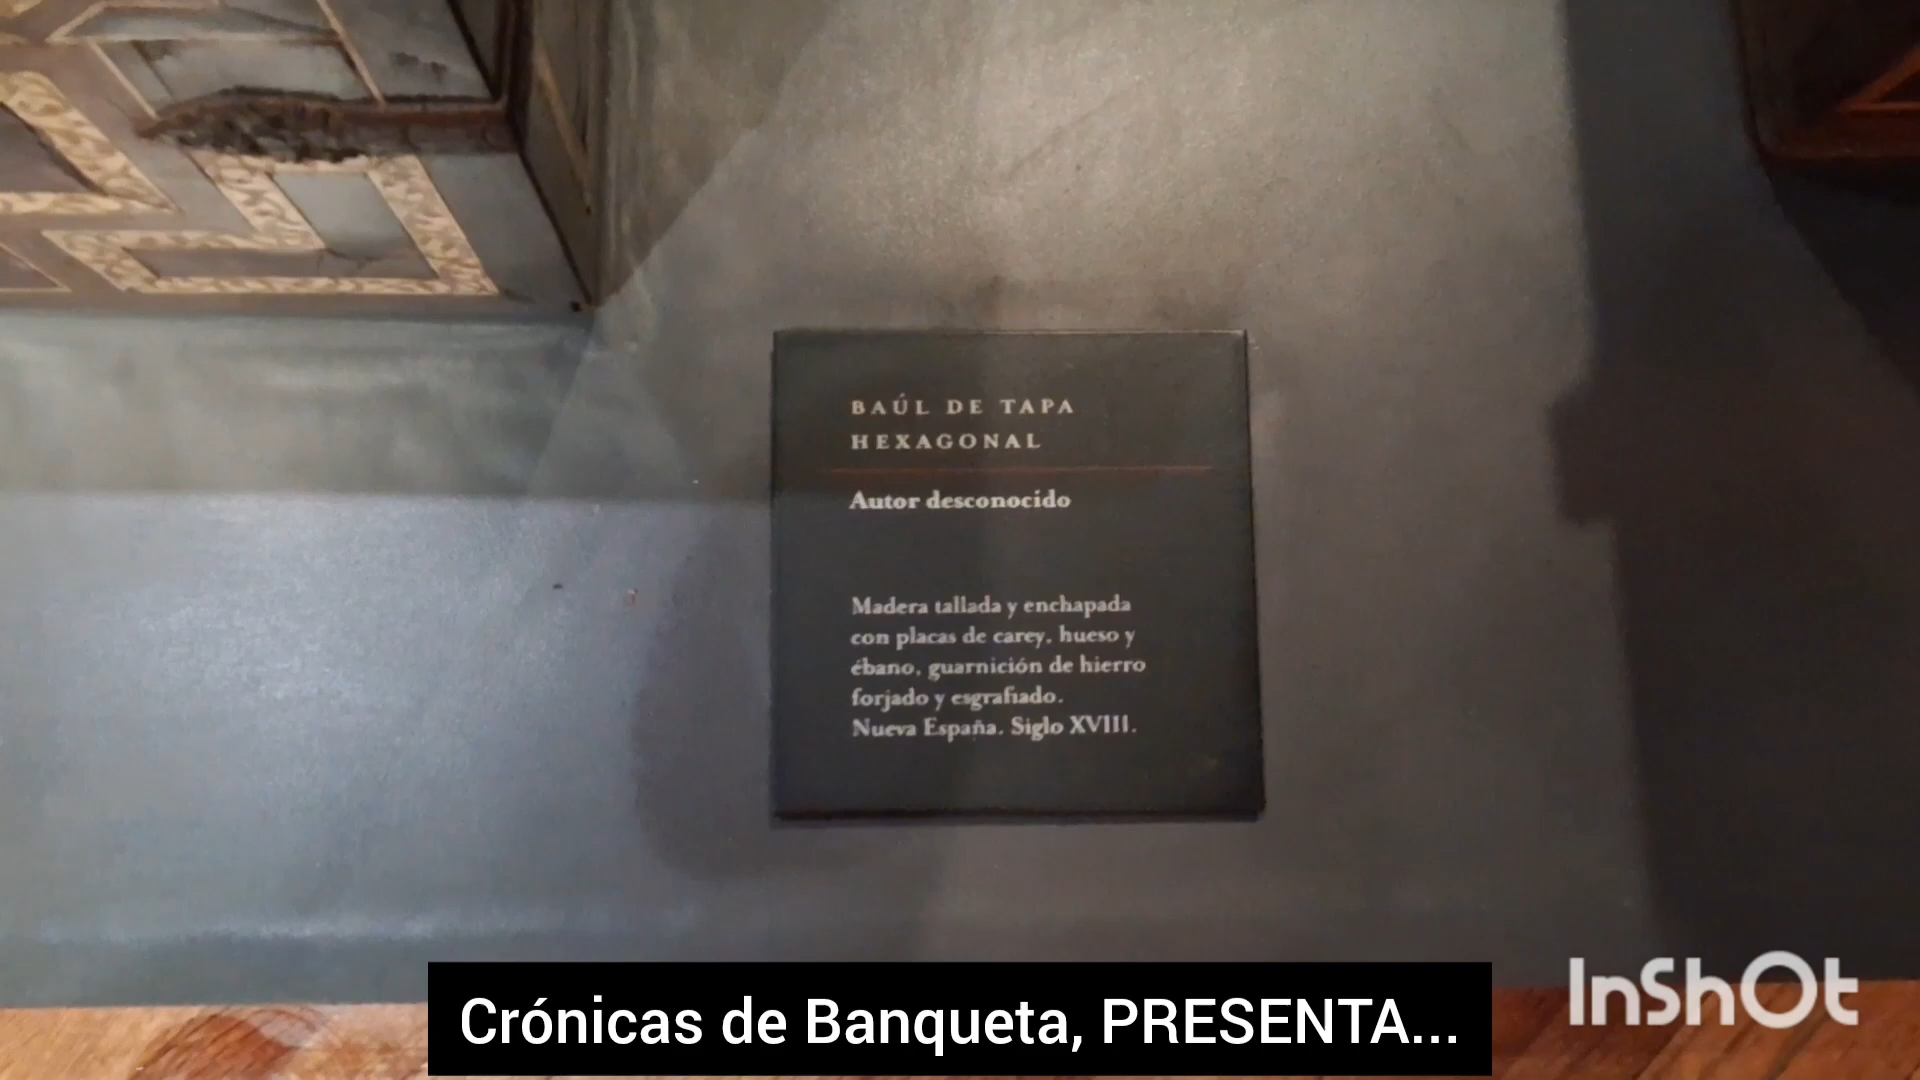 BAÚL DE TAPA
HEXAGONAL
Autor desconocido
Madera tallada y enchapada
con placas de carey, hueso y
ébano, guarnición de hierro
forjado y esgrafiado.
Nueva España. Siglo XVIII.
Crónicas de Banqueta, PRESENTA...
InShOt